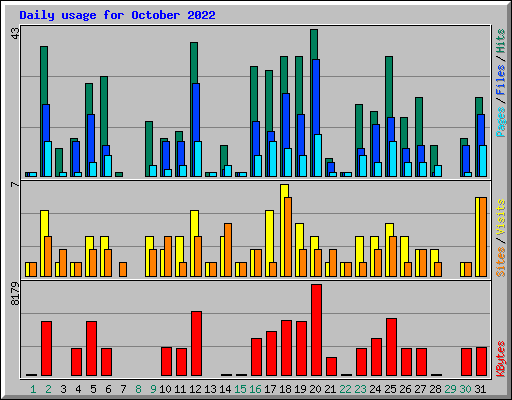 Daily usage for October 2022
43
Pages / Files / Hits
7
Sites / Visits
8179
KBytes
1 2 3 4 5 6 7 8 9 10 11 12 13 14 15 16 17 18 19 20 21 22 23 24 25 26 27 28 29 30 31